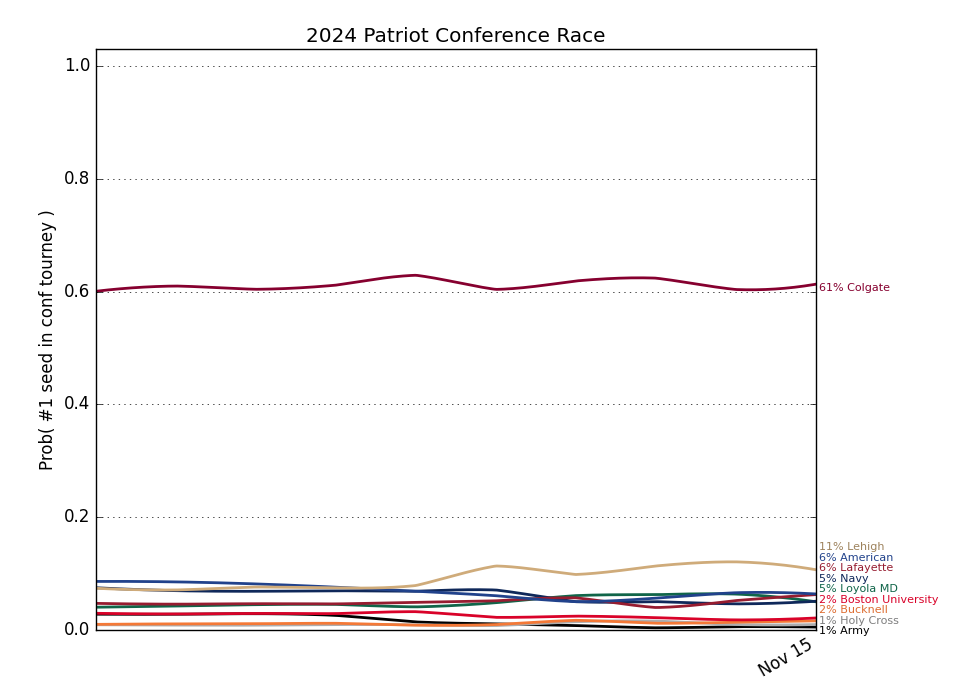 2024 Patriot Conference Race
1.0
0.8
0.6
0.4
0.2
0.0
Prob( #1 seed in conf tourney )
61% Colgate
11% Lehigh
6% American
6% Lafayette
5% Navy
5% Loyola MD
2% Boston University
2% Bucknell
1% Holy Cross
1% Army
Nov 15